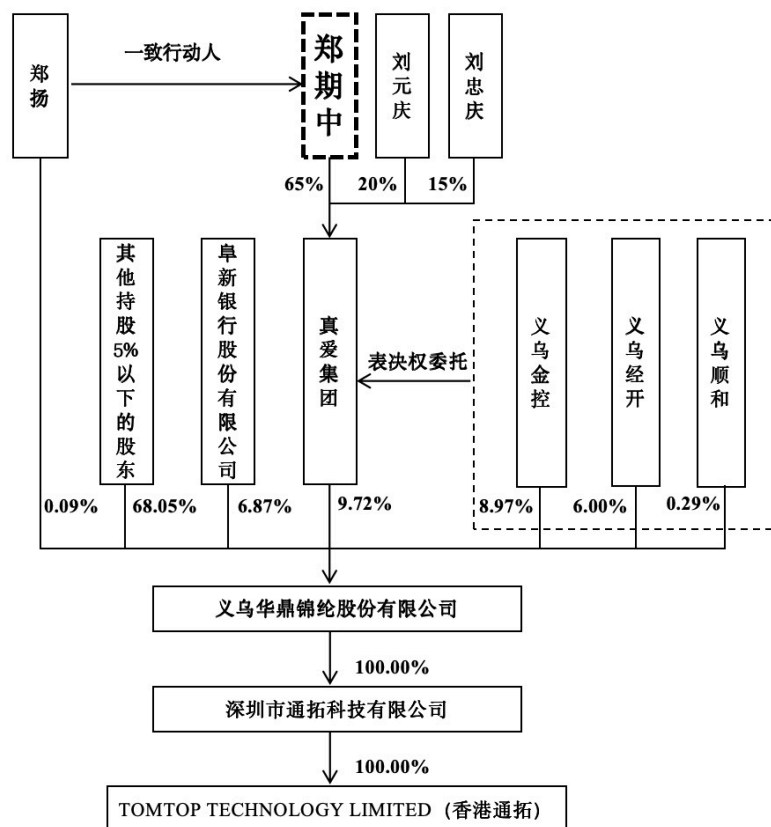 郑扬
一致行动人
郑期中
刘元庆
刘忠庆
65%
20%
15%
其他持股5%以下的股东
阜新银行股份有限公司
真爱集团
表决权委托
义乌金控
义乌经开
义乌顺和
0.09%
68.05%
6.87%
9.72%
8.97%
6.00%
0.29%
义乌华鼎锦纶股份有限公司
100.00%
深圳市通拓科技有限公司
100.00%
TOMTOP TECHNOLOGY LIMITED（香港通拓）